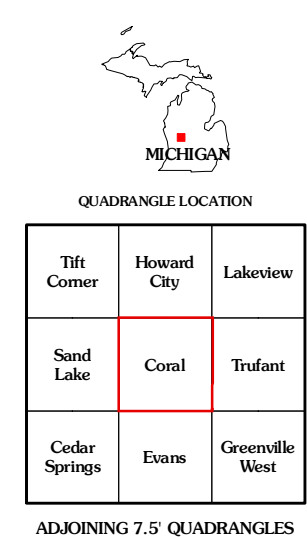 MICHIGAN
QUADRANGLE LOCATION
Tift
Corner
Howard
City
Lakeview
Sand
Lake
Coral
Trufant
Cedar
Springs
Evans
Greenville
West
ADJOINING 7.5' QUADRANGLES